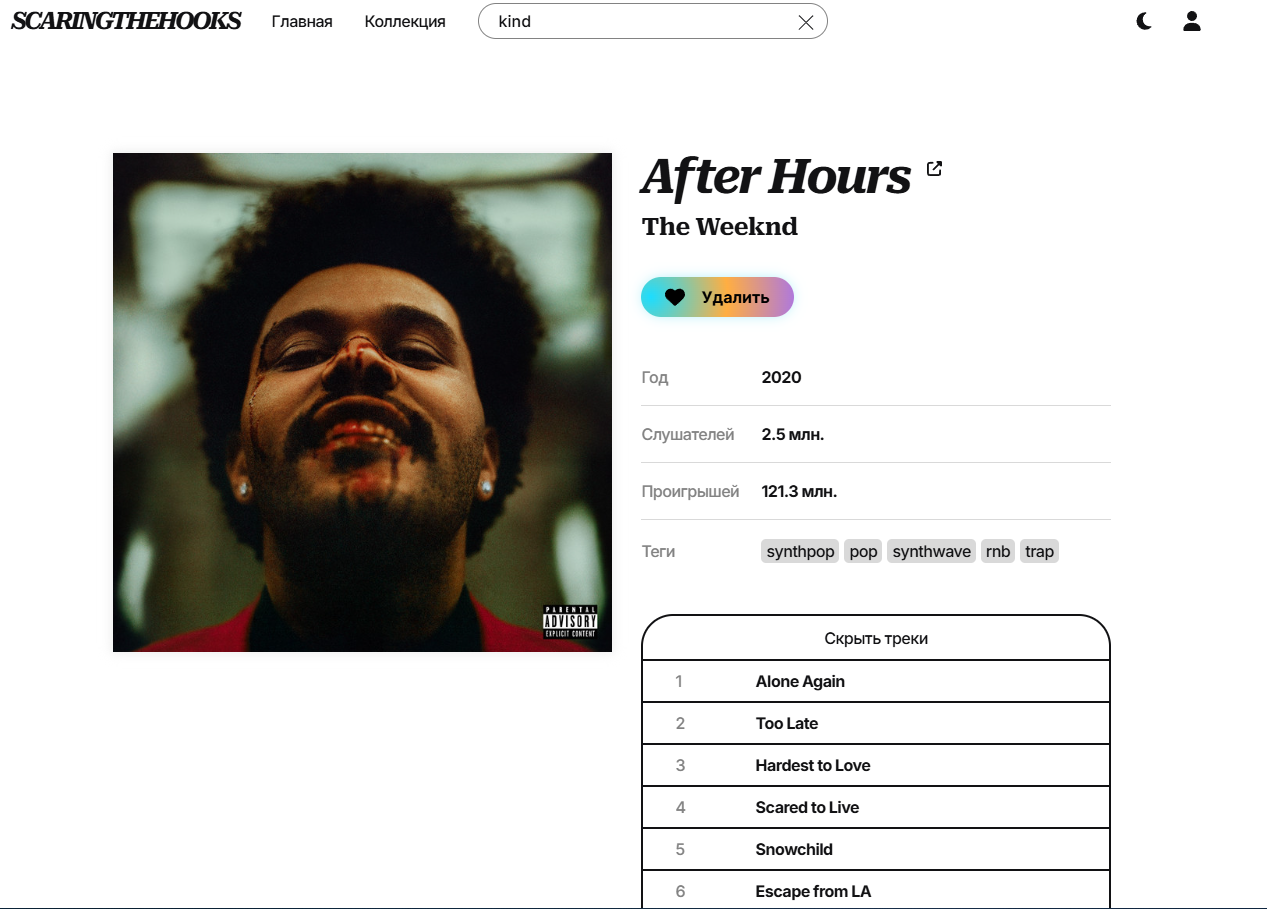 SCARINGTHEHOOKS Главная Коллекция kind
After Hours
The Weeknd
Удалить
Год 2020
Слушателей 2.5 млн.
Проигрышей 121.3 млн.
Теги synthpop pop synthwave rnb trap
PARENTAL
ADVISORY
EXPLICIT CONTENT
Скрыть треки
1 Alone Again
2 Too Late
3 Hardest to Love
4 Scared to Live
5 Snowchild
6 Escape from LA